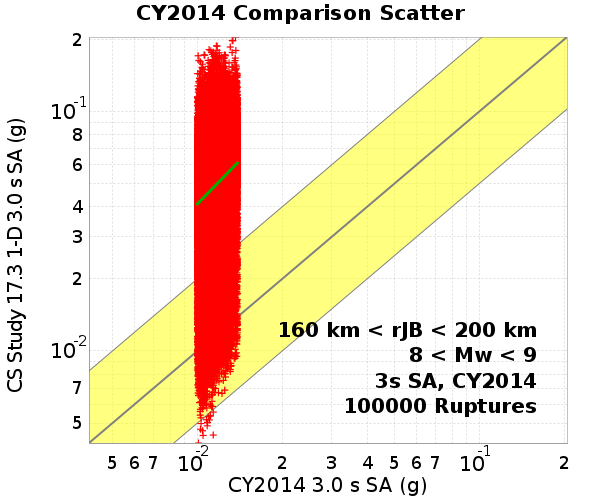 CY2014 Comparison Scatter
CS Study 17.3 1-D 3.0 s SA (g)
2
10-1
8
6
4
3
2
10-2
7
5
160 km < rJB < 200 km
8 < Mw < 9
3s SA, CY2014
100000 Ruptures
5 6 7 10-2 2 3 4 5 6 7 10-1 2
CY2014 3.0 s SA (g)